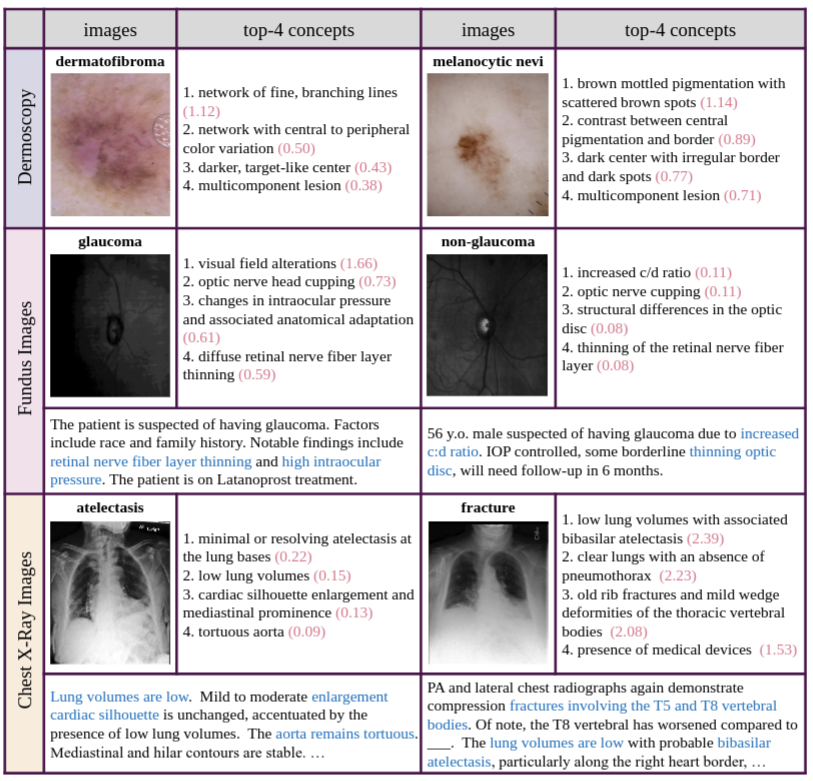 images
top-4 concepts
images
top-4 concepts
Dermoscopy
dermatofibroma
1. network of fine, branching lines
(1.12)
2. network with central to peripheral
color variation (0.50)
3. darker, target-like center (0.43)
4. multicomponent lesion (0.38)
melanocytic nevi
1. brown mottled pigmentation with
scattered brown spots (1.14)
2. contrast between central
pigmentation and border (0.89)
3. dark center with irregular border
and dark spots (0.77)
4. multicomponent lesion (0.71)
Fundus Images
glaucoma
1. visual field alterations (1.66)
2. optic nerve head cupping (0.73)
3. changes in intraocular pressure
and associated anatomical adaptation
(0.61)
4. diffuse retinal nerve fiber layer
thinning (0.59)
non-glaucoma
1. increased c/d ratio (0.11)
2. optic nerve cupping (0.11)
3. structural differences in the optic
disc (0.08)
4. thinning of the retinal nerve fiber
layer (0.08)
The patient is suspected of having glaucoma. Factors
include race and family history. Notable findings include
retinal nerve fiber layer thinning and high intraocular
pressure. The patient is on Latanoprost treatment.
56 y.o. male suspected of having glaucoma due to increased
c:d ratio. IOP controlled, some borderline thinning optic
disc, will need follow-up in 6 months.
Chest X-Ray Images
atelectasis
1. minimal or resolving atelectasis at
the lung bases (0.22)
2. low lung volumes (0.15)
3. cardiac silhouette enlargement and
mediastinal prominence (0.13)
4. tortuous aorta (0.09)
fracture
1. low lung volumes with associated
bibasilar atelectasis (2.39)
2. clear lungs with an absence of
pneumothorax (2.23)
3. old rib fractures and mild wedge
deformities of the thoracic vertebral
bodies (2.08)
4. presence of medical devices (1.53)
Lung volumes are low. Mild to moderate enlargement
cardiac silhouette is unchanged, accentuated by the
presence of low lung volumes. The aorta remains tortuous.
Mediastinal and hilar contours are stable. …
PA and lateral chest radiographs again demonstrate
compression fractures involving the T5 and T8 vertebral
bodies. Of note, the T8 vertebral has worsened compared to
___. The lung volumes are low with probable bibasilar
atelectasis, particularly along the right heart border, …